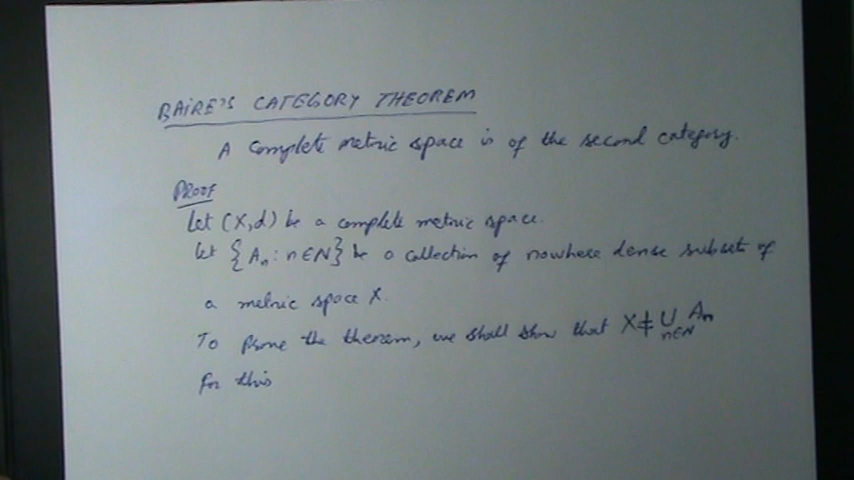 BAIRE'S CATEGORY THEOREM
A Complete metric space is of the second category.
PROOF
Let (X,d) be a complete metric space.
Let {Aₙ : n∈N} be a collection of nowhere dense subsets of
a metric space X.
To prove the theorem, we shall show that X ≠ ∪ Aₙ
n∈N
For this